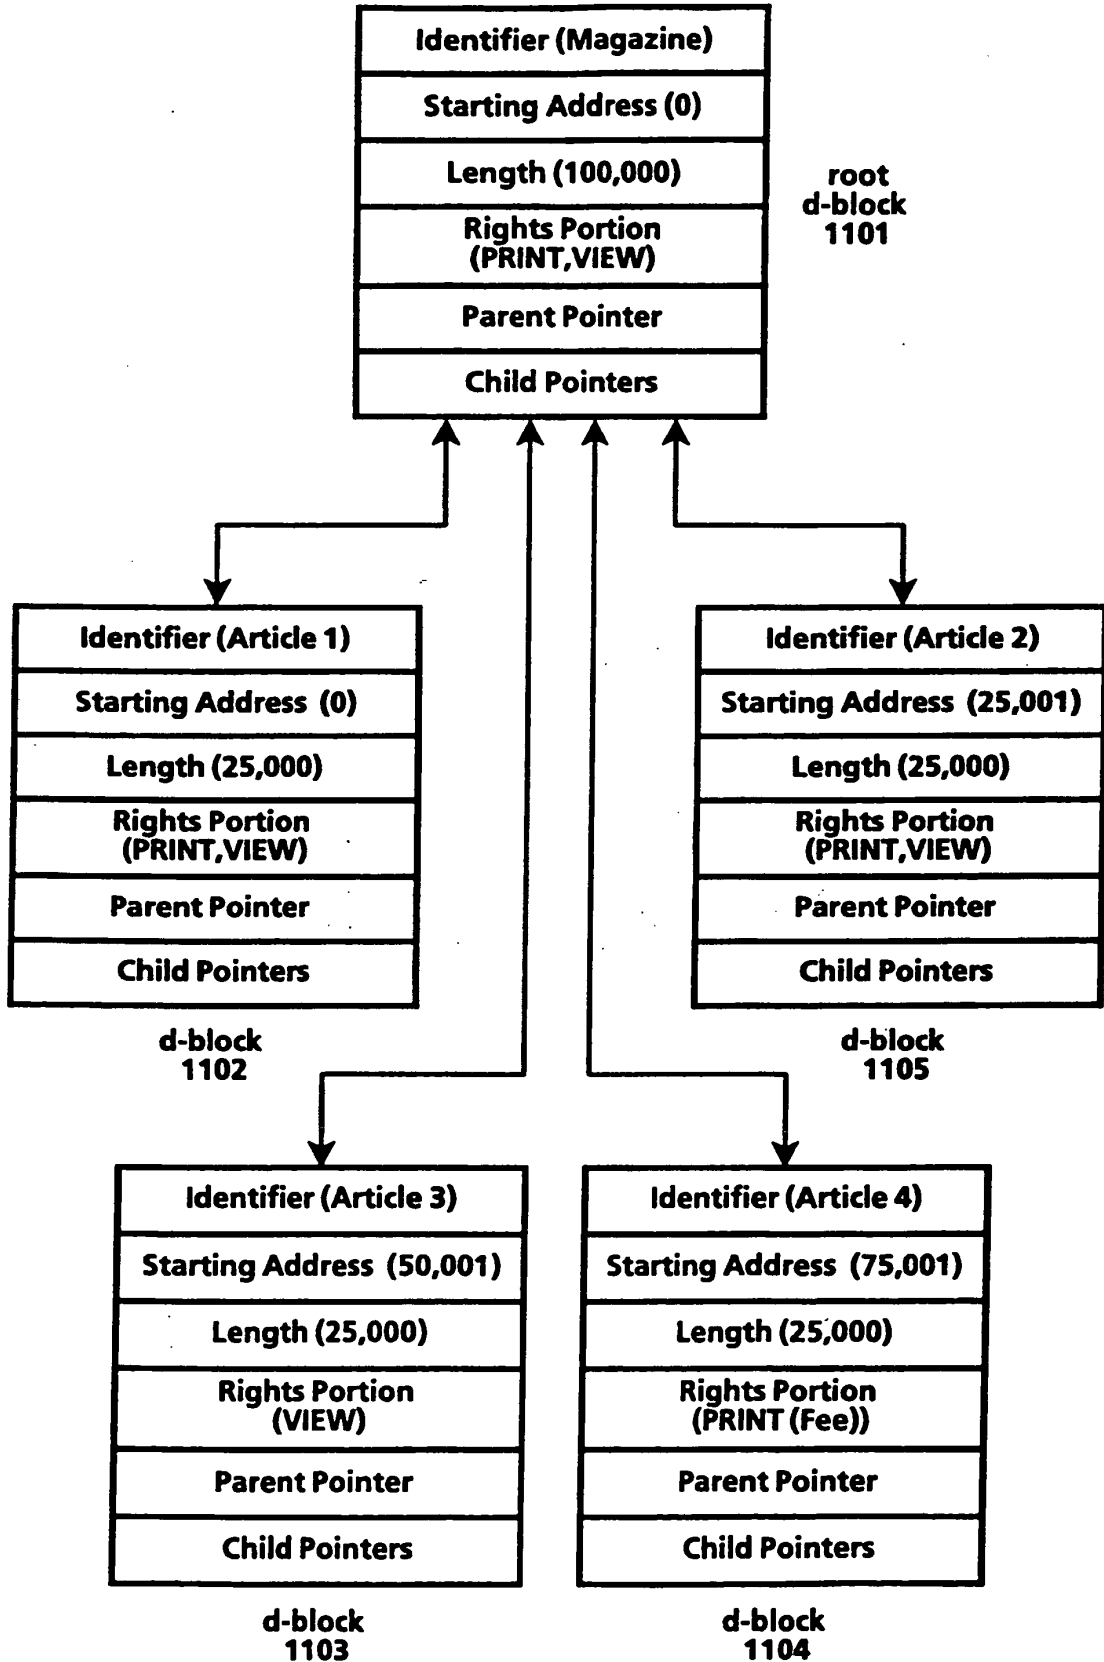 Identifier (Magazine)
Starting Address (0)
Length (100,000)
Rights Portion
(PRINT,VIEW)
Parent Pointer
Child Pointers
root
d-block
1101
Identifier (Article 1)
Starting Address (0)
Length (25,000)
Rights Portion
(PRINT,VIEW)
Parent Pointer
Child Pointers
d-block
1102
Identifier (Article 2)
Starting Address (25,001)
Length (25,000)
Rights Portion
(PRINT,VIEW)
Parent Pointer
Child Pointers
d-block
1105
Identifier (Article 3)
Starting Address (50,001)
Length (25,000)
Rights Portion
(VIEW)
Parent Pointer
Child Pointers
d-block
1103
Identifier (Article 4)
Starting Address (75,001)
Length (25,000)
Rights Portion
(PRINT (Fee))
Parent Pointer
Child Pointers
d-block
1104